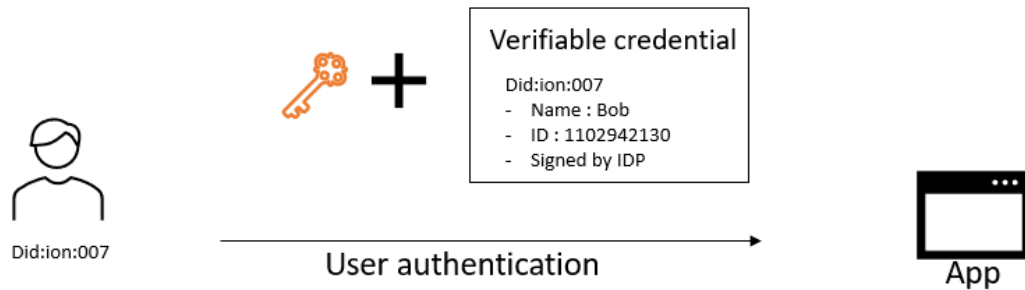 Verifiable credential
Did:ion:007
- Name : Bob
- ID : 1102942130
- Signed by IDP
Did:ion:007
User authentication
App